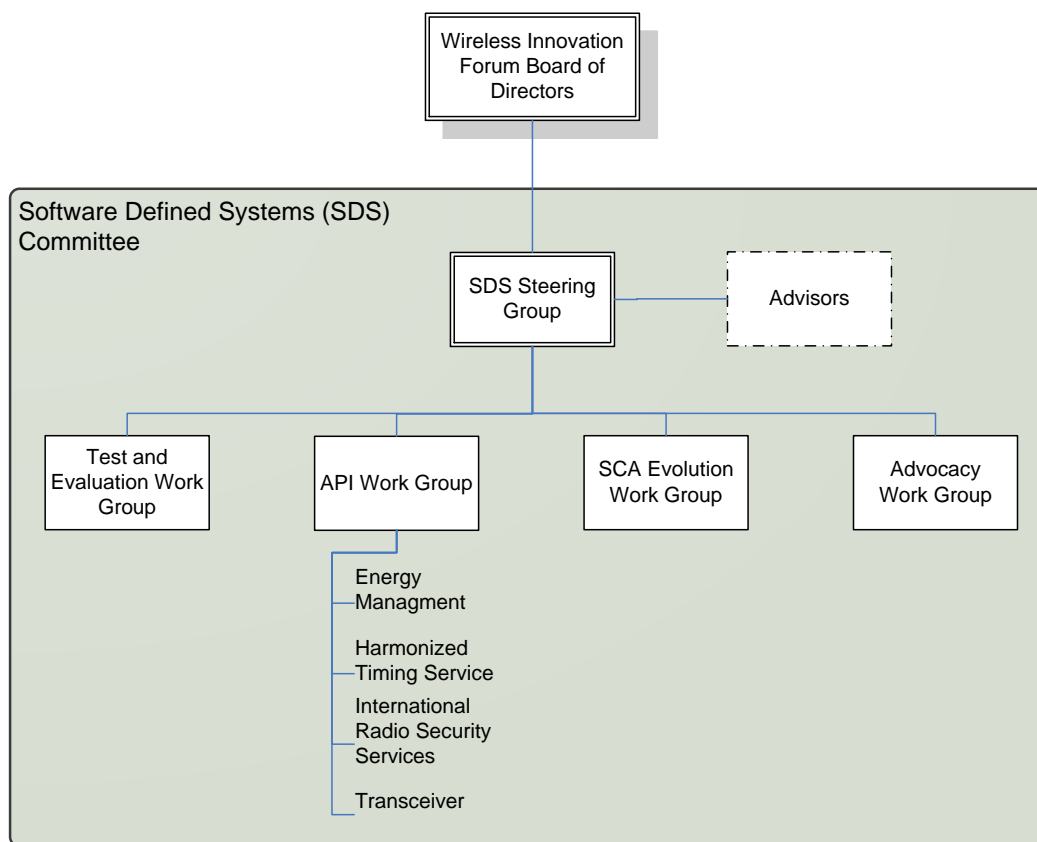 Wireless Innovation
Forum Board of
Directors
Software Defined Systems (SDS)
Committee
SDS Steering
Group
Advisors
Test and
Evaluation Work
Group
API Work Group
SCA Evolution
Work Group
Advocacy
Work Group
Energy
Managment
Harmonized
Timing Service
International
Radio Security
Services
Transceiver